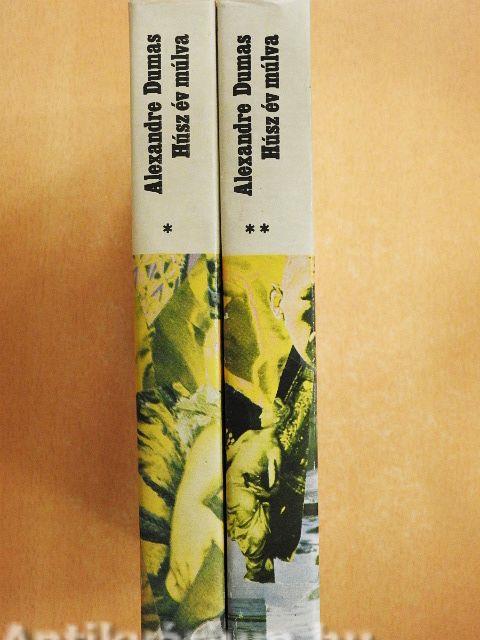 Alexandre Dumas
Húsz év múlva
*
Alexandre Dumas
Húsz év múlva
**